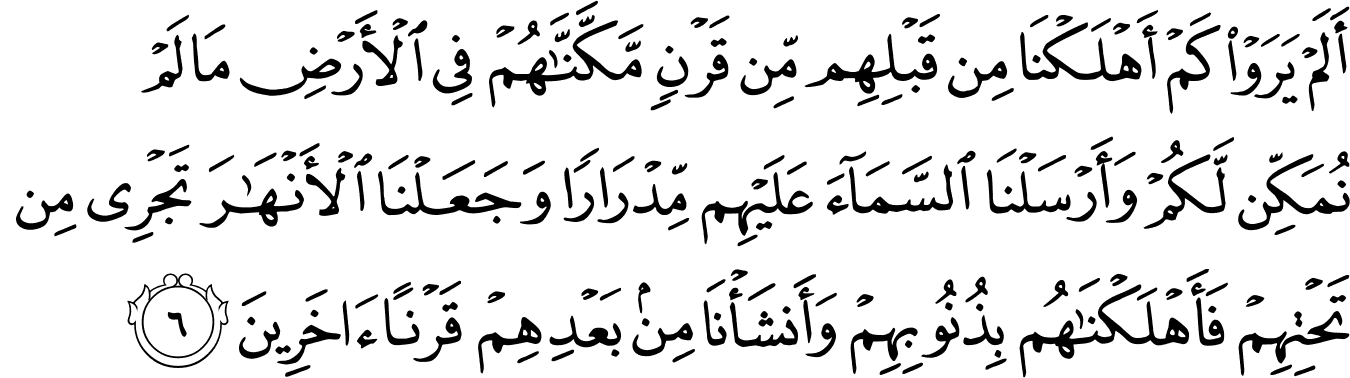 أَلَمْ يَرَوْا۟ كَمْ أَهْلَكْنَا مِن قَبْلِهِم مِّن قَرْنٍ مَّكَّنَّٰهُمْ فِى ٱلْأَرْضِ مَا لَمْ
نُمَكِّن لَّكُمْ وَأَرْسَلْنَا ٱلسَّمَآءَ عَلَيْهِم مِّدْرَارًا وَجَعَلْنَا ٱلْأَنْهَٰرَ تَجْرِى مِن
تَحْتِهِمْ فَأَهْلَكْنَٰهُم بِذُنُوبِهِمْ وَأَنشَأْنَا مِنۢ بَعْدِهِمْ قَرْنًا ءَاخَرِينَ ٦